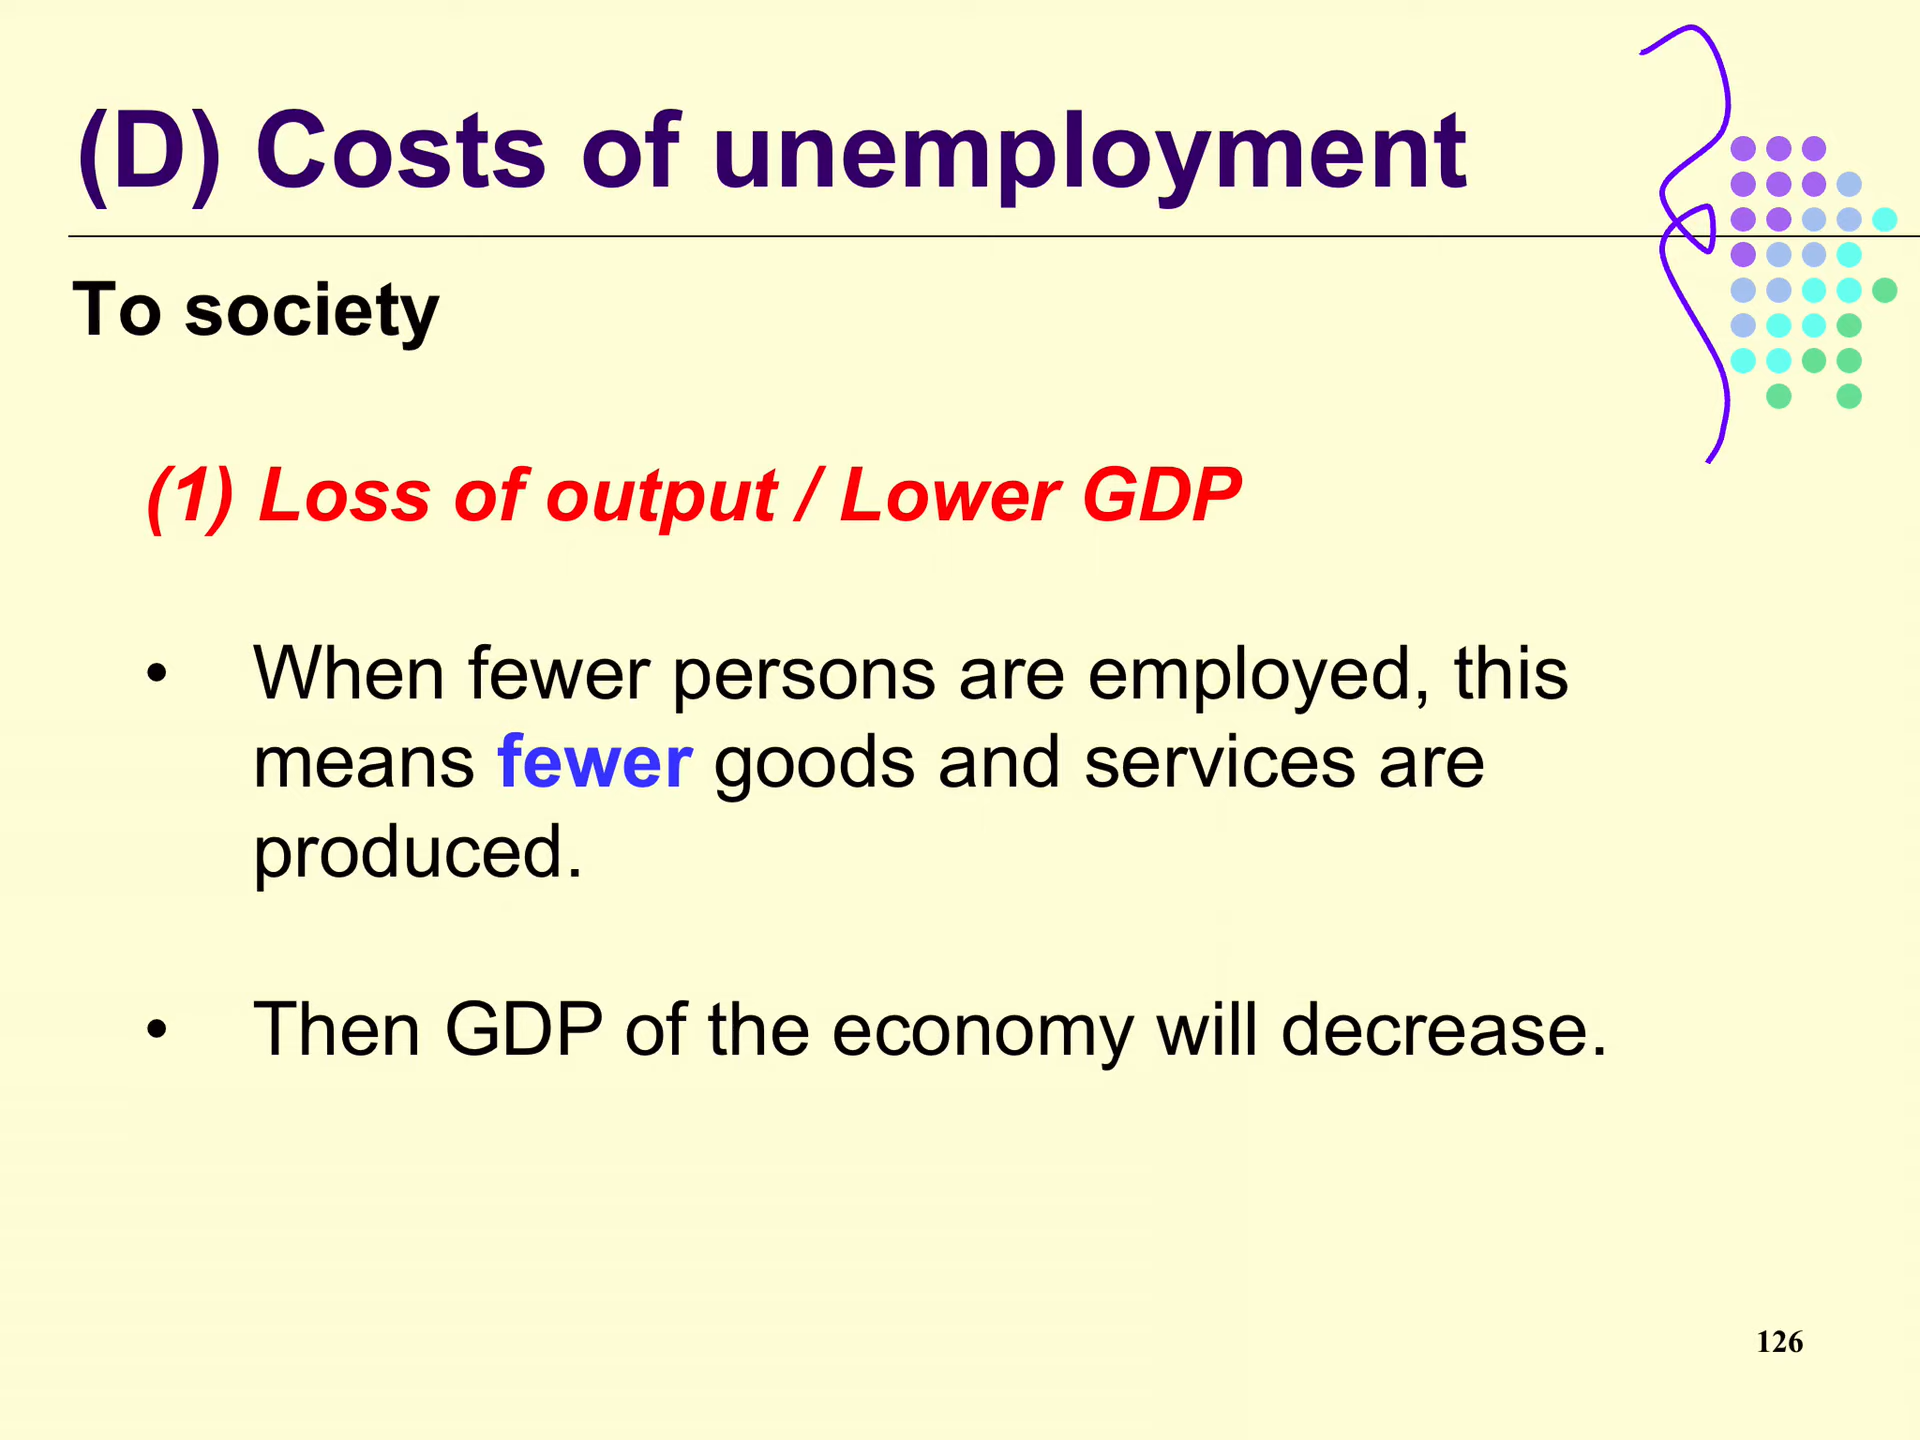 (D) Costs of unemployment
To society
(1) Loss of output / Lower GDP
• When fewer persons are employed, this
means fewer goods and services are
produced.
• Then GDP of the economy will decrease.
126